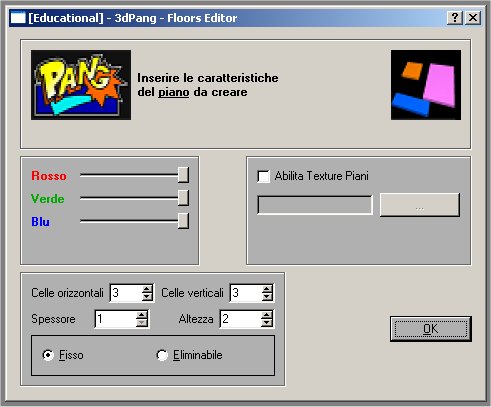 [Educational] - 3dPang - Floors Editor
PANG
Inserire le caratteristiche
del piano da creare
Rosso
Verde
Blu
Abilita Texture Piani
...
Celle orizzontali 3 Celle verticali 3
Spessore 1 Altezza 2
Fisso Eliminabile
OK